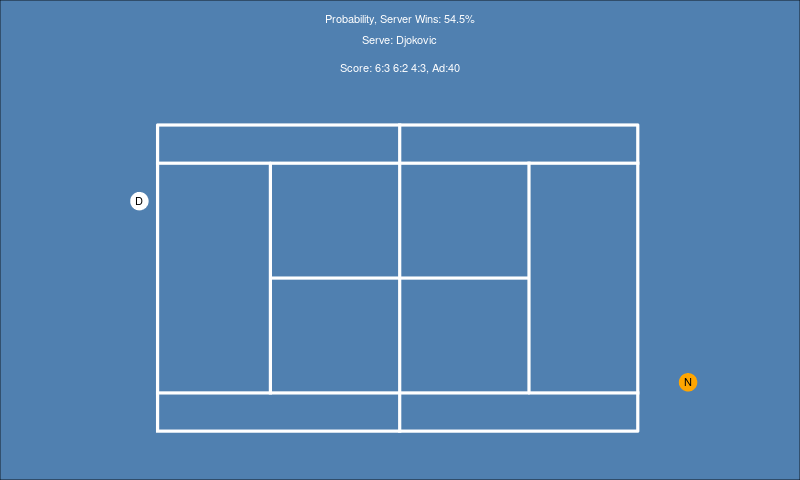 Probability, Server Wins: 54.5%
Serve: Djokovic
Score: 6:3 6:2 4:3, Ad:40
D
N